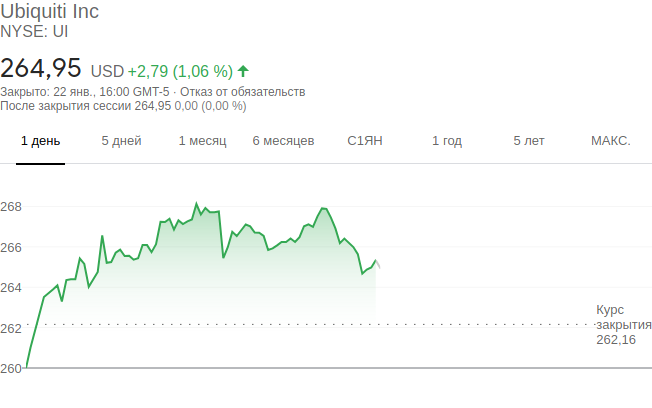 Ubiquiti Inc
NYSE: UI
264,95 USD +2,79 (1,06 %)
Закрыто: 22 янв., 16:00 GMT-5 · Отказ от обязательств
После закрытия сессии 264,95 0,00 (0,00 %)
1 день 5 дней 1 месяц 6 месяцев С1ЯН 1 год 5 лет МАКС.
268
266
264
262
260
Курс
закрытия
262,16